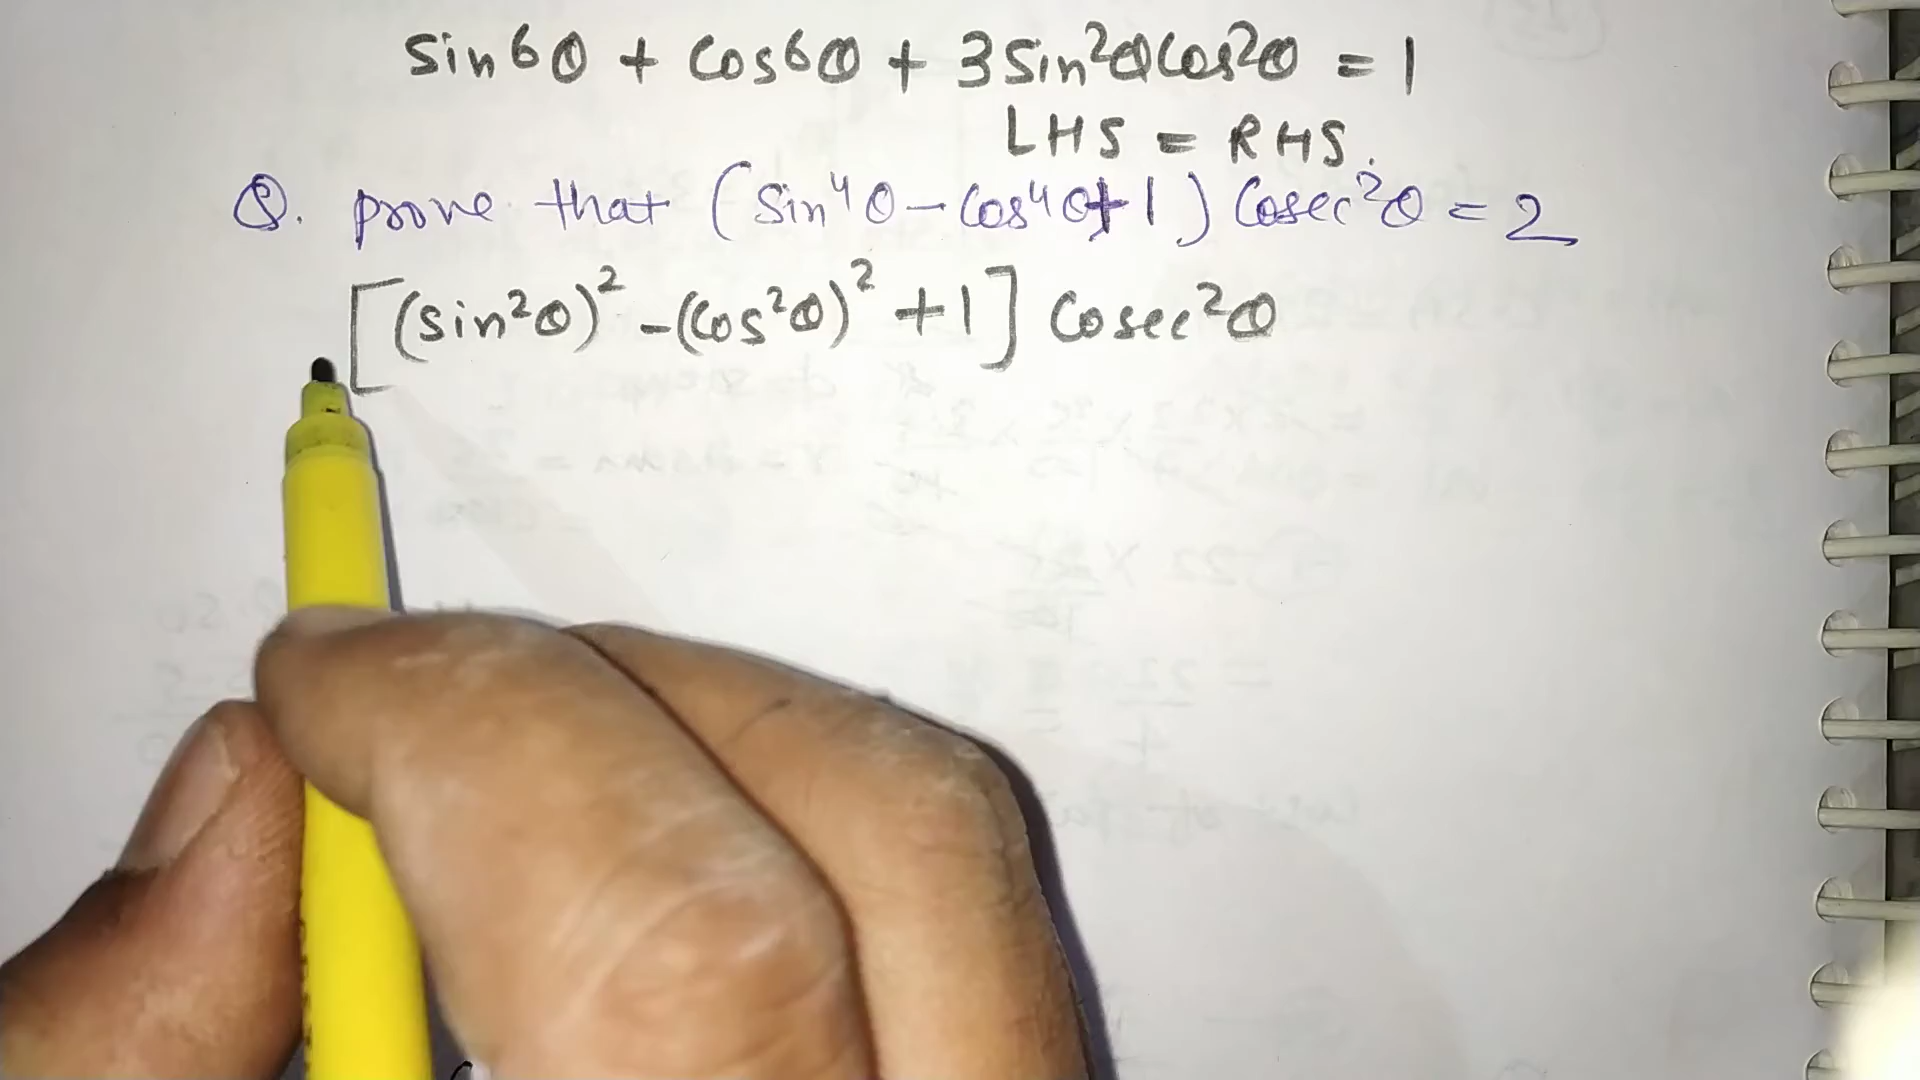 sin6θ + cos6θ + 3sin²θcos²θ = 1
LHS = RHS.
Q. prove that (sin⁴θ - cos⁴θ+1) cosec²θ = 2
[(sin²θ)² - (cos²θ)² + 1] cosec²θ